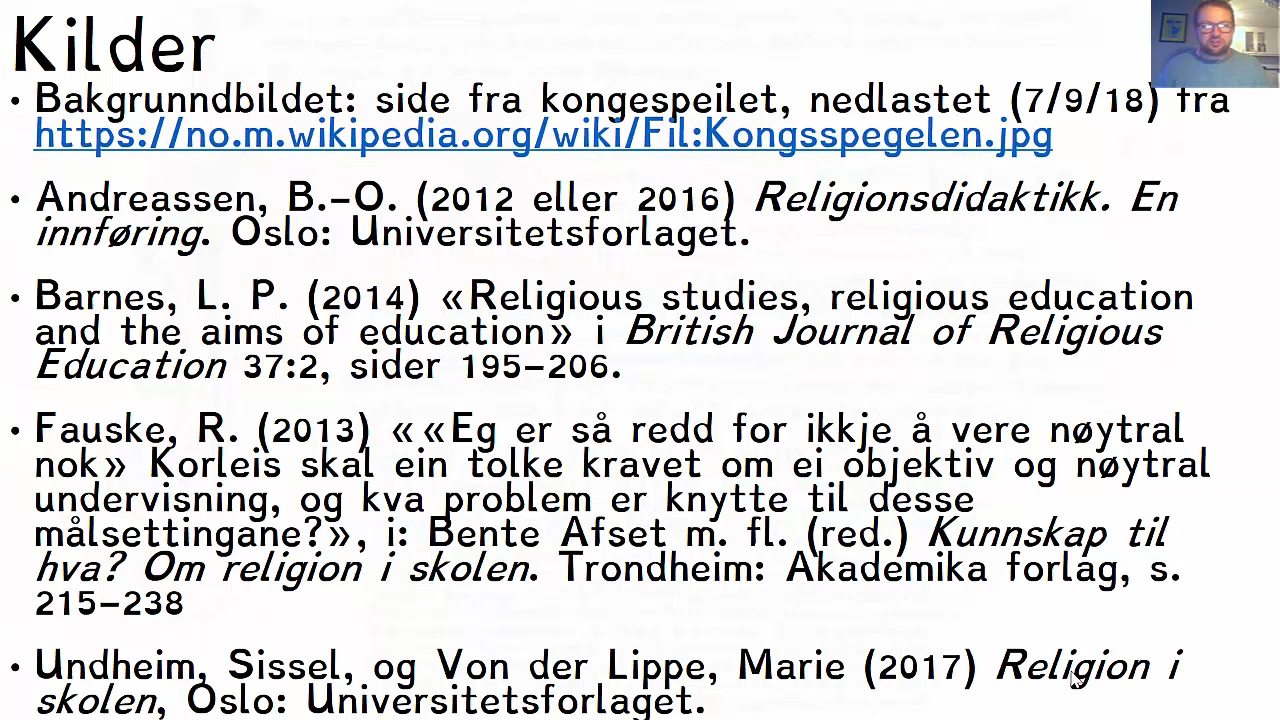 Kilder
• Bakgrunndbildet: side fra kongespeilet, nedlastet (7/9/18) fra
https://no.m.wikipedia.org/wiki/Fil:Kongsspegelen.jpg
• Andreassen, B.-O. (2012 eller 2016) Religionsdidaktikk. En
innføring. Oslo: Universitetsforlaget.
• Barnes, L. P. (2014) «Religious studies, religious education
and the aims of education» i British Journal of Religious
Education 37:2, sider 195-206.
• Fauske, R. (2013) ««Eg er så redd for ikkje å vere nøytral
nok» Korleis skal ein tolke kravet om ei objektiv og nøytral
undervisning, og kva problem er knytte til desse
målsettingane?», i: Bente Afset m. fl. (red.) Kunnskap til
hva? Om religion i skolen. Trondheim: Akademika forlag, s.
215-238
• Undheim, Sissel, og Von der Lippe, Marie (2017) Religion i
skolen, Oslo: Universitetsforlaget.